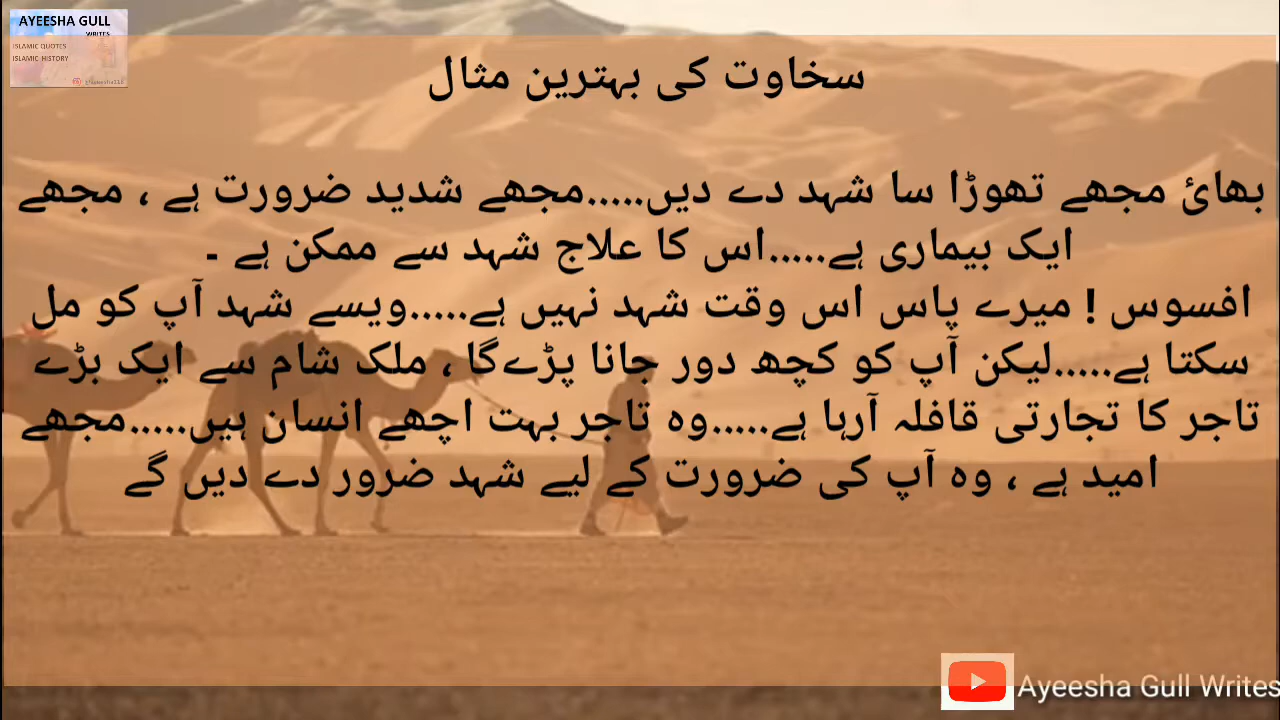 AYEESHA GULL
WRITES
ISLAMIC QUOTES
ISLAMIC HISTORY
سخاوت کی بہترین مثال
بھائ مجھے تھوڑا سا شہد دے دیں.....مجھے شدید ضرورت ہے ، مجھے
ایک بیماری ہے.....اس کا علاج شہد سے ممکن ہے ۔
افسوس ! میرے پاس اس وقت شہد نہیں ہے.....ویسے شہد آپ کو مل
سکتا ہے.....لیکن آپ کو کچھ دور جانا پڑےگا ، ملک شام سے ایک بڑے
تاجر کا تجارتی قافلہ آرہا ہے.....وہ تاجر بہت اچھے انسان ہیں.....مجھے
امید ہے ، وہ آپ کی ضرورت کے لیے شہد ضرور دے دیں گے
Ayeesha Gull Writes